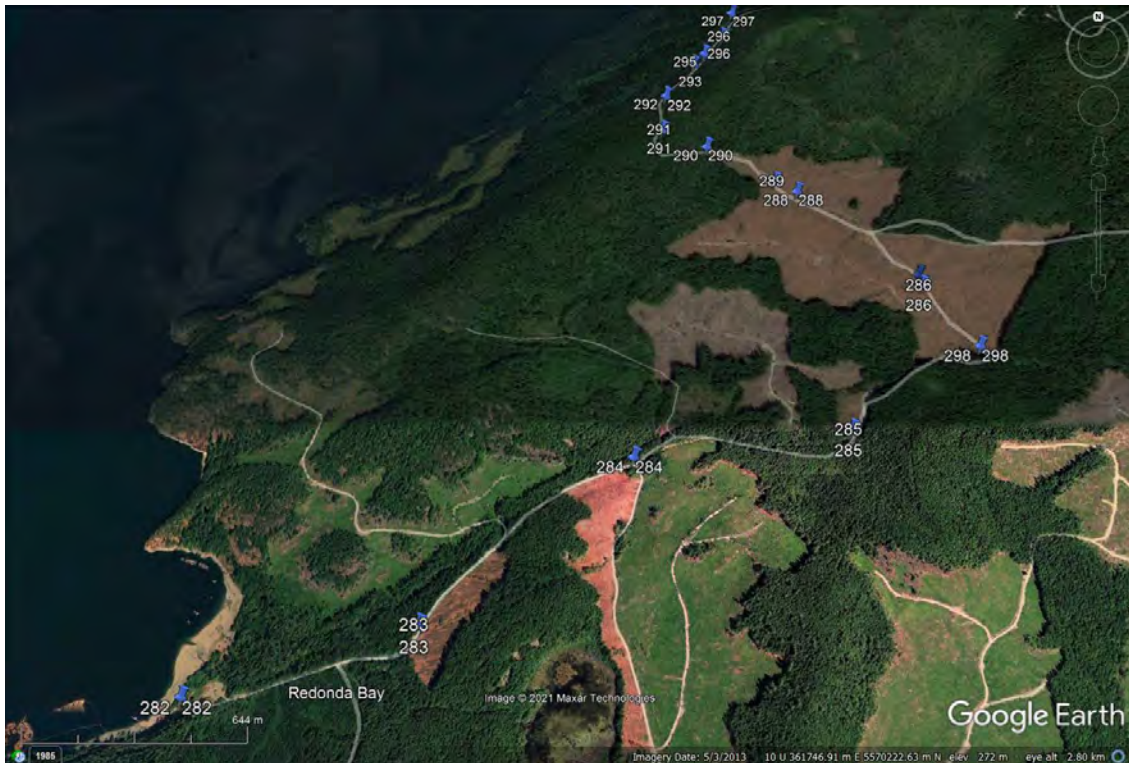 N
297 297
296
296
295
293
292 292
291
291 290 290
289
288 288
286
286
298 298
285
285
284 284
283
283
Redonda Bay
282 282
644 m
Image © 2021 Maxar Technologies
Google Earth
1985
Imagery Date: 5/3/2013 10 U 361746.91 m E 5570222.63 m N elev 272 m eye alt 2.80 km